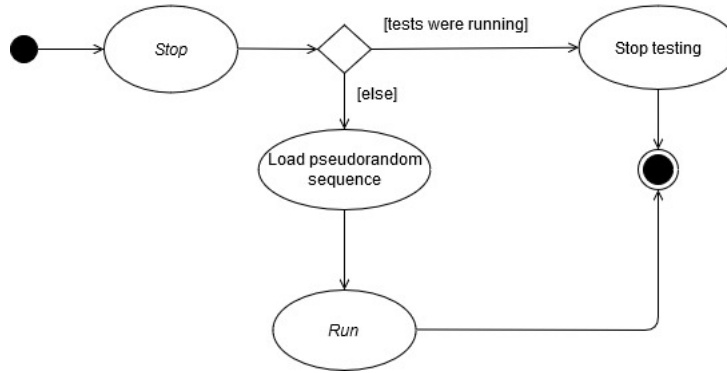 [tests were running]
Stop
Stop testing
[else]
Load pseudorandom
sequence
Run